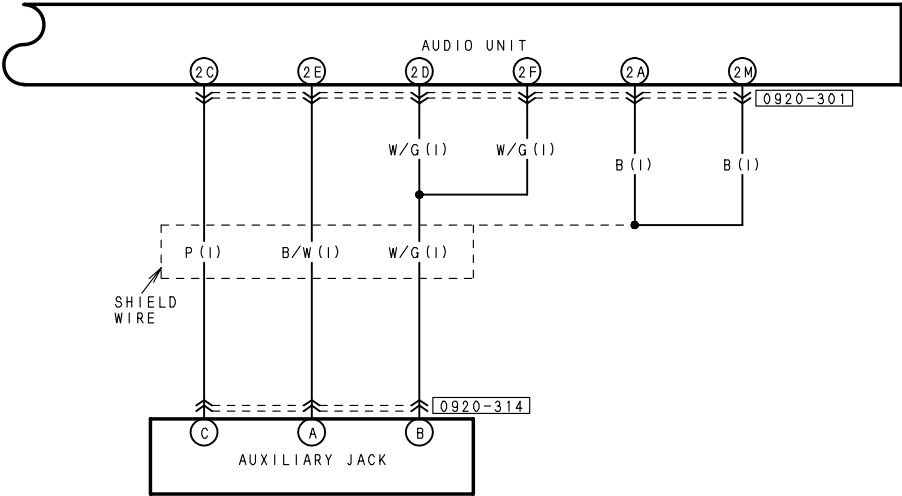 AUDIO UNIT
2C 2E 2D 2F 2A 2M
0920-301
W/G(I) W/G(I)
B(I) B(I)
P(I) B/W(I) W/G(I)
SHIELD
WIRE
0920-314
C A B
AUXILIARY JACK